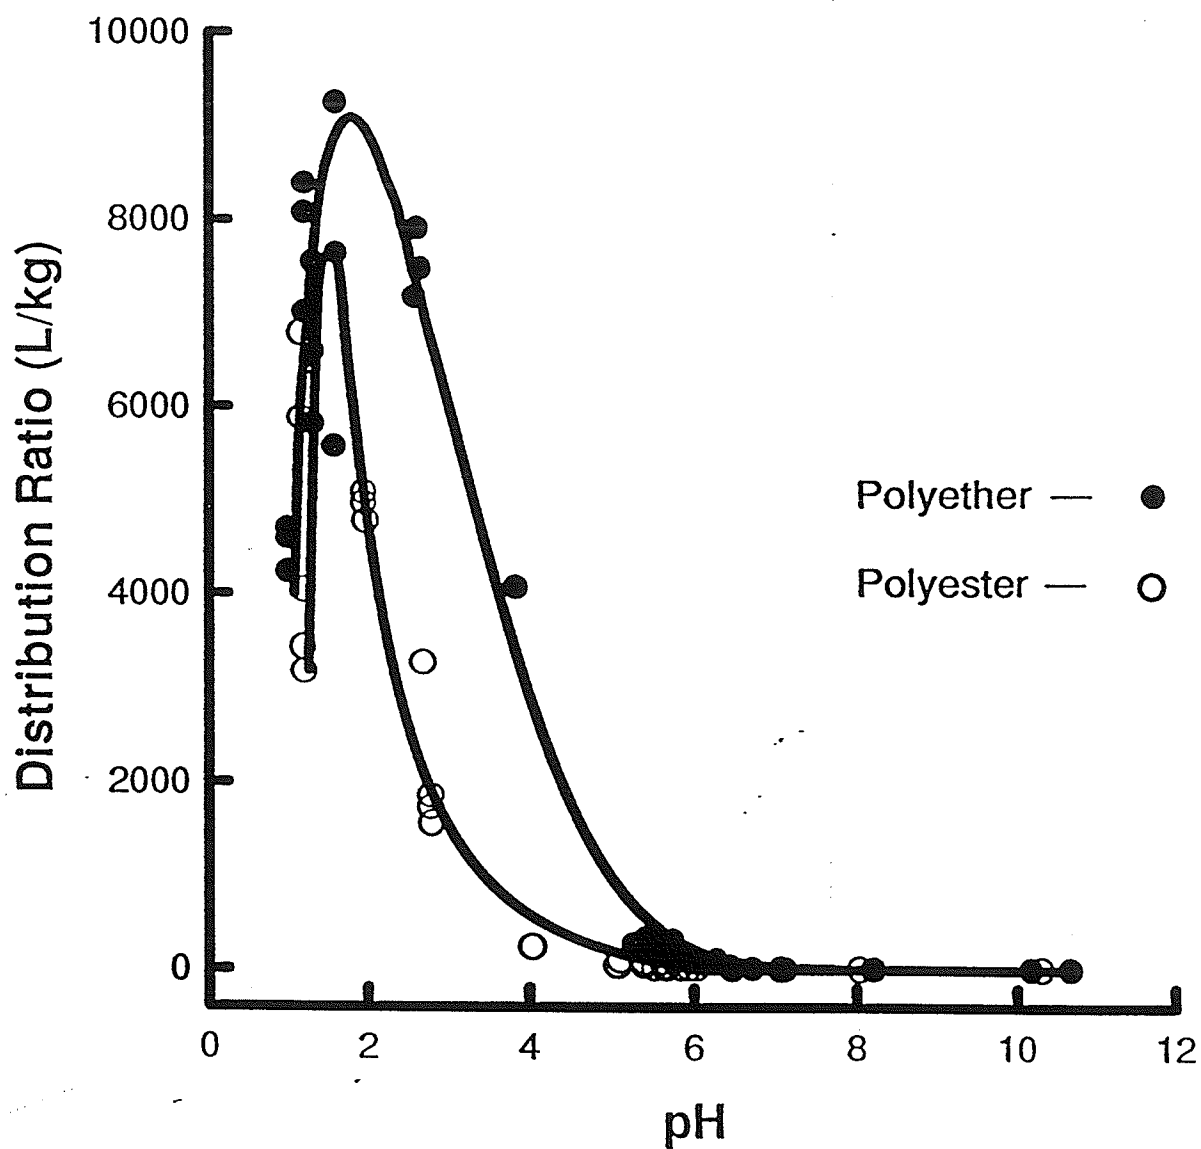 10000
8000
6000
4000
2000
0
Distribution Ratio (L/kg)
Polyether —
Polyester —
0 2 4 6 8 10 12
pH